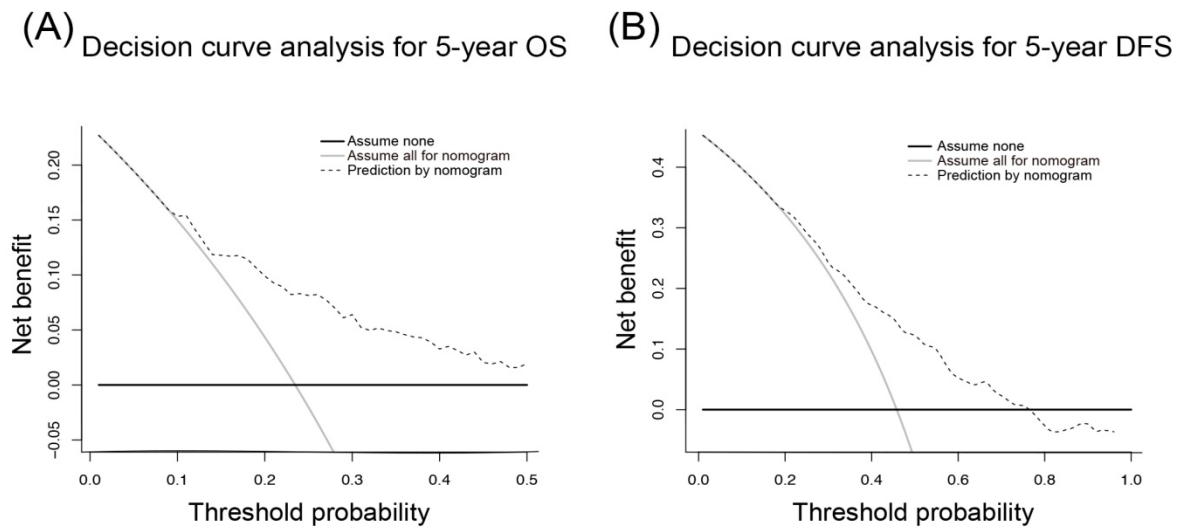 (A) Decision curve analysis for 5-year OS
Assume none
Assume all for nomogram
Prediction by nomogram
Net benefit
0.20
0.15
0.10
0.05
0.00
−0.05
0.0 0.1 0.2 0.3 0.4 0.5
Threshold probability
(B) Decision curve analysis for 5-year DFS
Assume none
Assume all for nomogram
Prediction by nomogram
Net benefit
0.4
0.3
0.2
0.1
0.0
0.0 0.2 0.4 0.6 0.8 1.0
Threshold probability